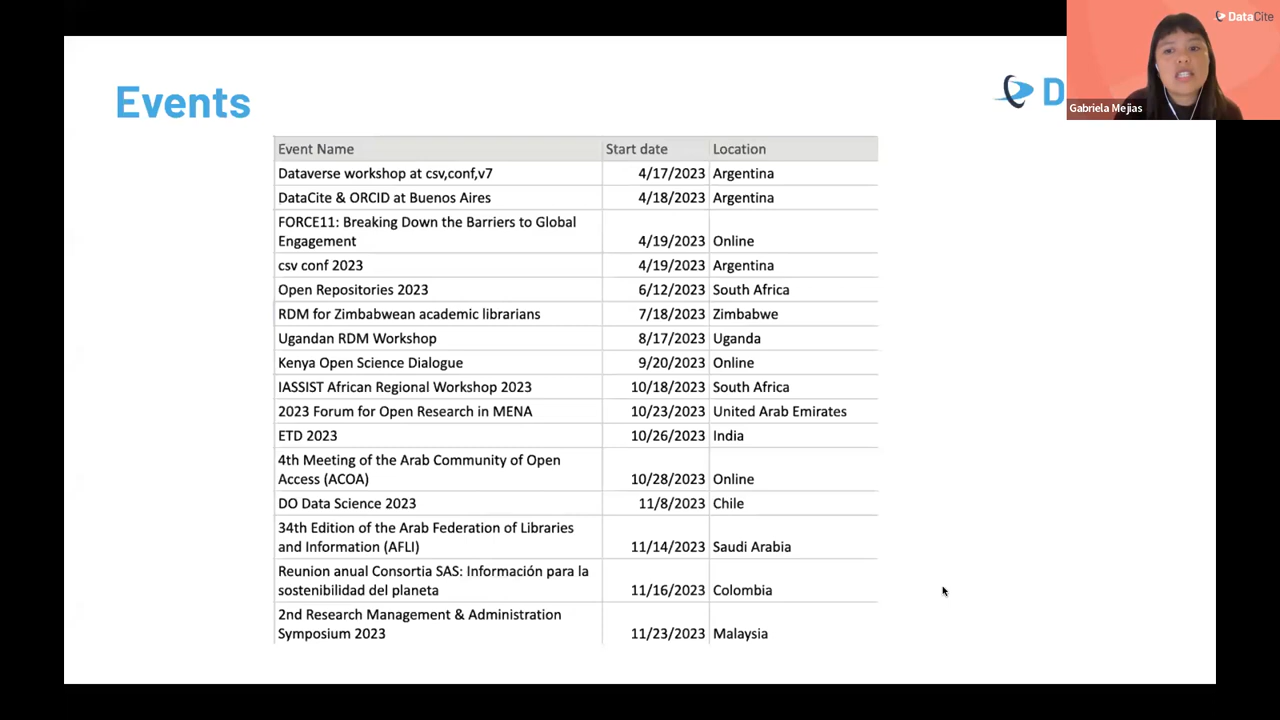 DataCite
Events
D
Gabriela Mejias
Event Name Start date Location
Dataverse workshop at csv,conf,v7 4/17/2023 Argentina
DataCite & ORCID at Buenos Aires 4/18/2023 Argentina
FORCE11: Breaking Down the Barriers to Global
Engagement 4/19/2023 Online
csv conf 2023 4/19/2023 Argentina
Open Repositories 2023 6/12/2023 South Africa
RDM for Zimbabwean academic librarians 7/18/2023 Zimbabwe
Ugandan RDM Workshop 8/17/2023 Uganda
Kenya Open Science Dialogue 9/20/2023 Online
IASSIST African Regional Workshop 2023 10/18/2023 South Africa
2023 Forum for Open Research in MENA 10/23/2023 United Arab Emirates
ETD 2023 10/26/2023 India
4th Meeting of the Arab Community of Open
Access (ACOA) 10/28/2023 Online
DO Data Science 2023 11/8/2023 Chile
34th Edition of the Arab Federation of Libraries
and Information (AFLI) 11/14/2023 Saudi Arabia
Reunion anual Consortia SAS: Información para la
sostenibilidad del planeta 11/16/2023 Colombia
2nd Research Management & Administration
Symposium 2023 11/23/2023 Malaysia